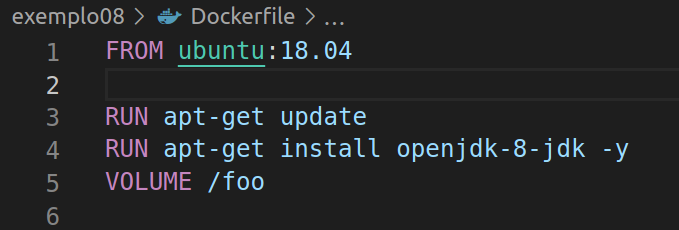 exemplo08 > Dockerfile > ...
1 FROM ubuntu:18.04
2
3 RUN apt-get update
4 RUN apt-get install openjdk-8-jdk -y
5 VOLUME /foo
6